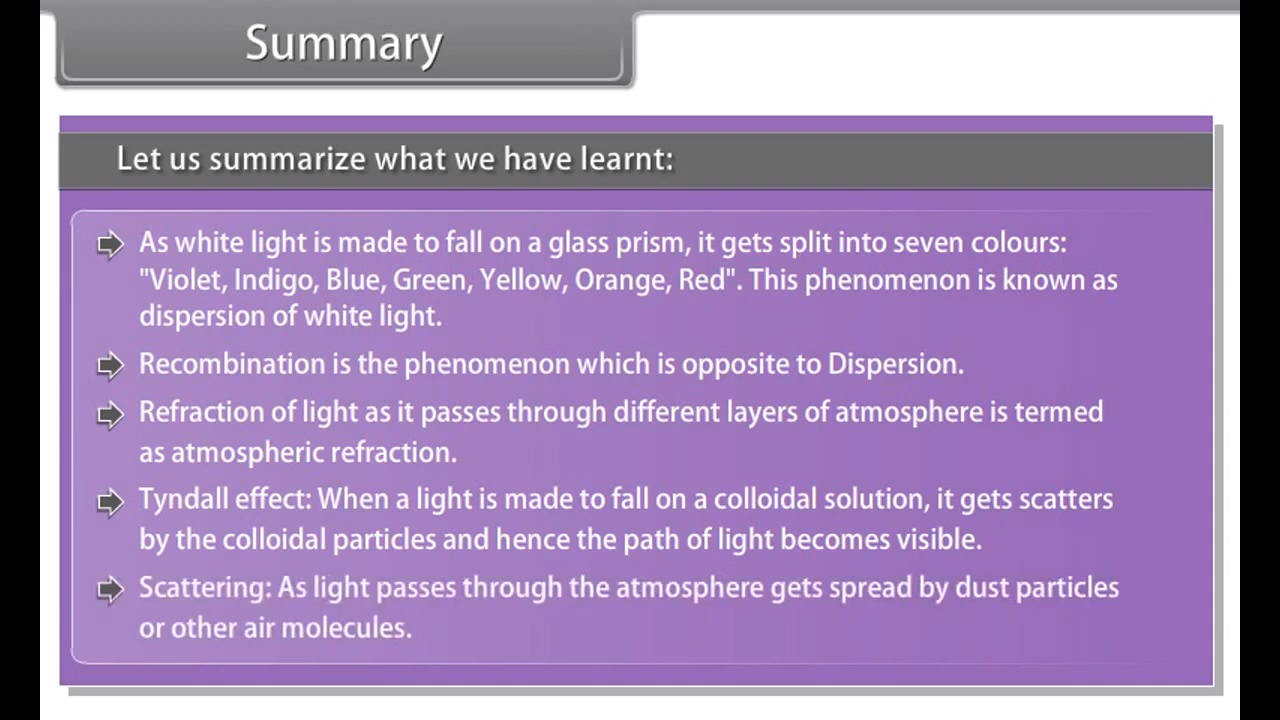 Summary
Let us summarize what we have learnt:
As white light is made to fall on a glass prism, it gets split into seven colours:
"Violet, Indigo, Blue, Green, Yellow, Orange, Red". This phenomenon is known as
dispersion of white light.
Recombination is the phenomenon which is opposite to Dispersion.
Refraction of light as it passes through different layers of atmosphere is termed
as atmospheric refraction.
Tyndall effect: When a light is made to fall on a colloidal solution, it gets scatters
by the colloidal particles and hence the path of light becomes visible.
Scattering: As light passes through the atmosphere gets spread by dust particles
or other air molecules.